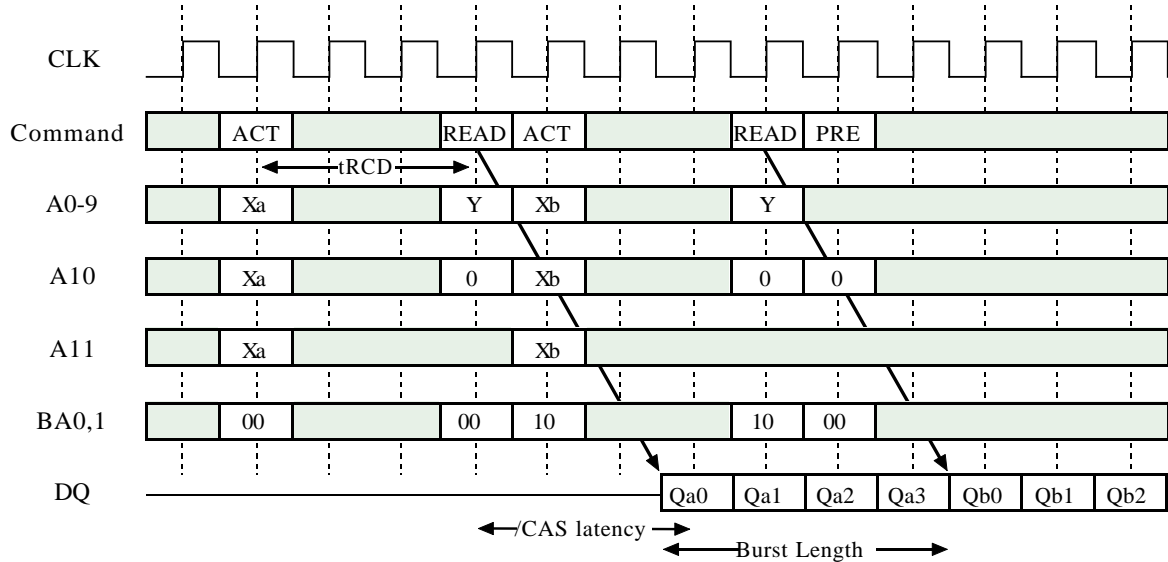 CLK
Command ACT READ ACT READ PRE
tRCD
A0-9 Xa Y Xb Y
A10 Xa 0 Xb 0 0
A11 Xa Xb
BA0,1 00 00 10 10 00
DQ Qa0 Qa1 Qa2 Qa3 Qb0 Qb1 Qb2
/CAS latency
Burst Length